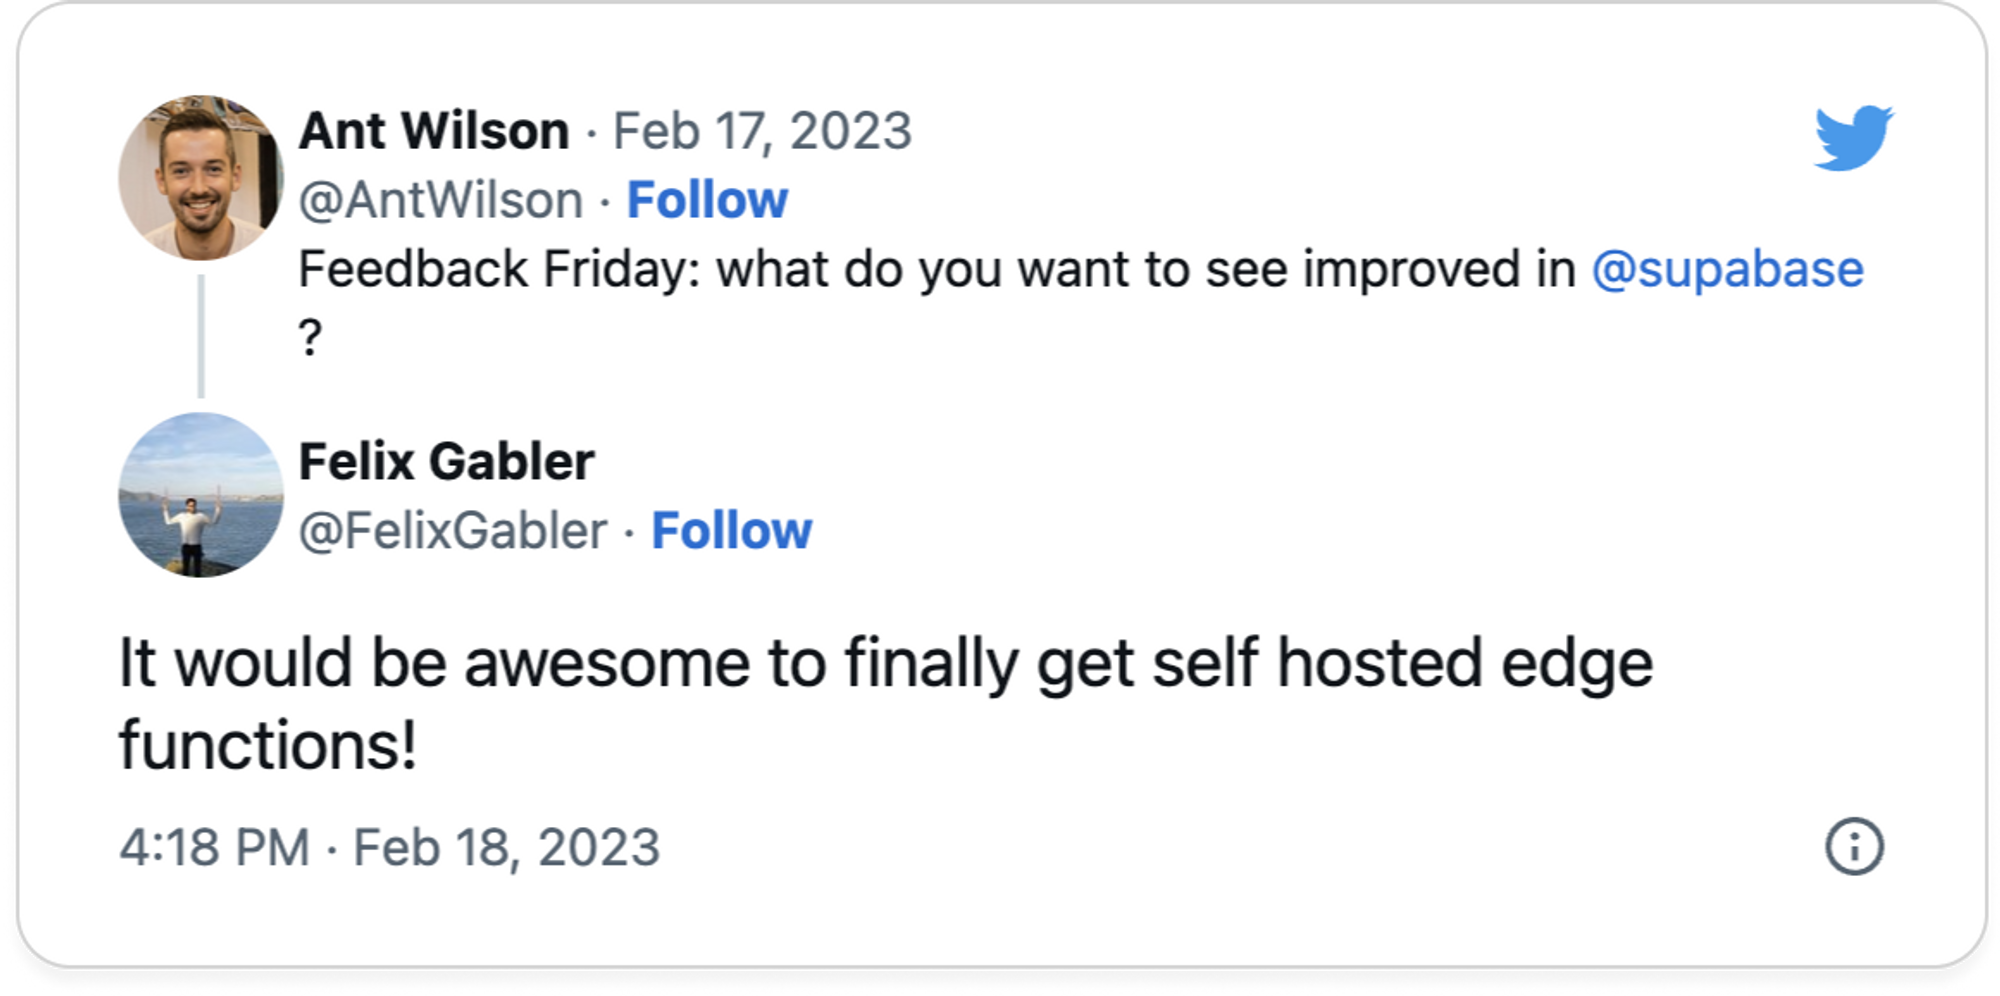 Ant Wilson · Feb 17, 2023
@AntWilson · Follow
Feedback Friday: what do you want to see improved in @supabase
?
Felix Gabler
@FelixGabler · Follow
It would be awesome to finally get self hosted edge
functions!
4:18 PM · Feb 18, 2023